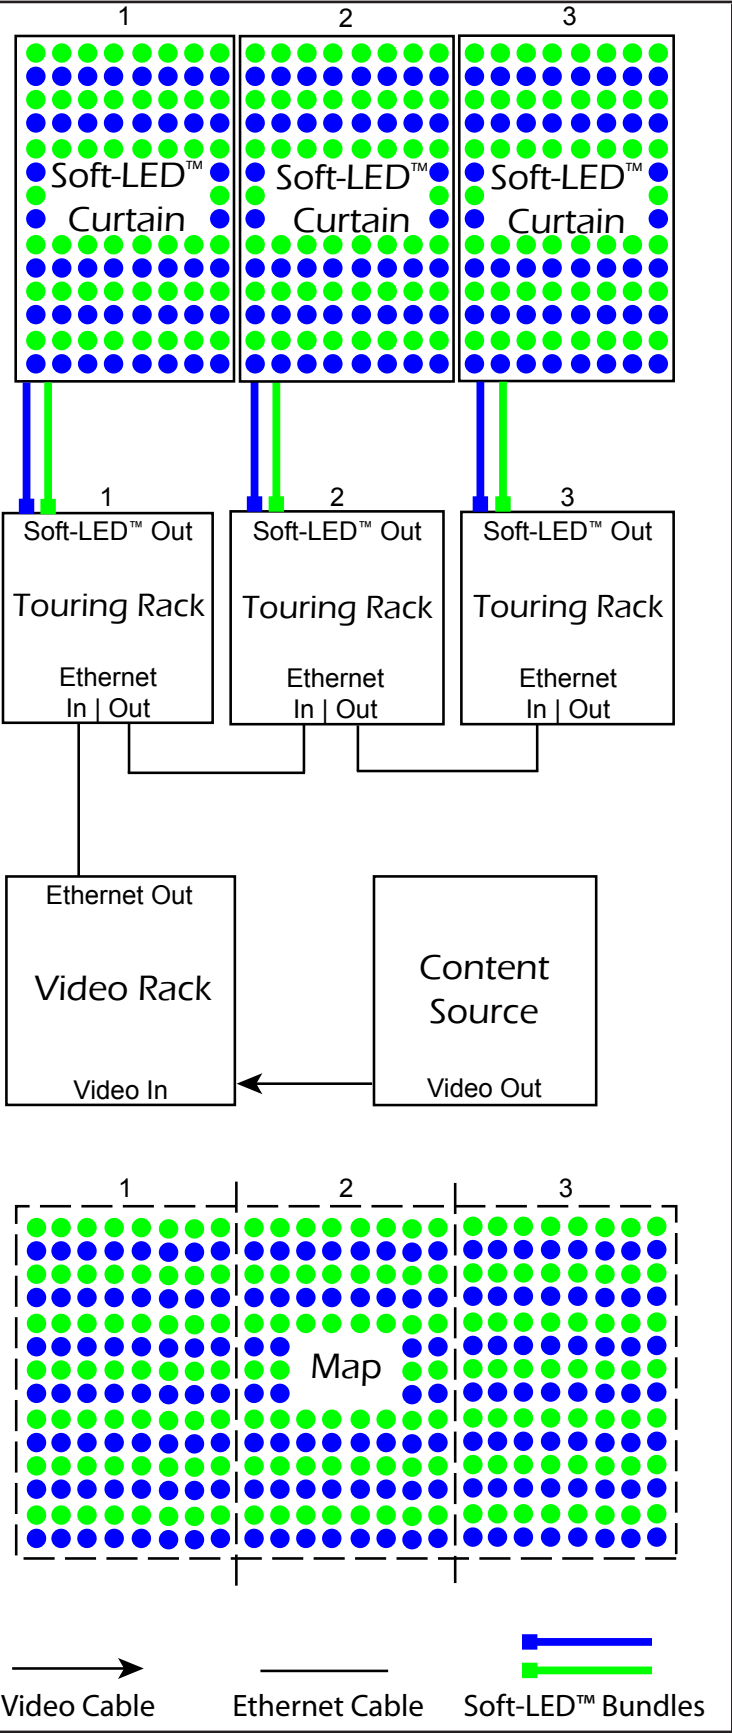 1 2 3
Soft-LED™ Soft-LED™ Soft-LED™
Curtain Curtain Curtain
1 2 3
Soft-LED™ Out Soft-LED™ Out Soft-LED™ Out
Touring Rack Touring Rack Touring Rack
Ethernet Ethernet Ethernet
In | Out In | Out In | Out
Ethernet Out
Video Rack
Video In
Content
Source
Video Out
1 2 3
Map
Video Cable Ethernet Cable Soft-LED™ Bundles